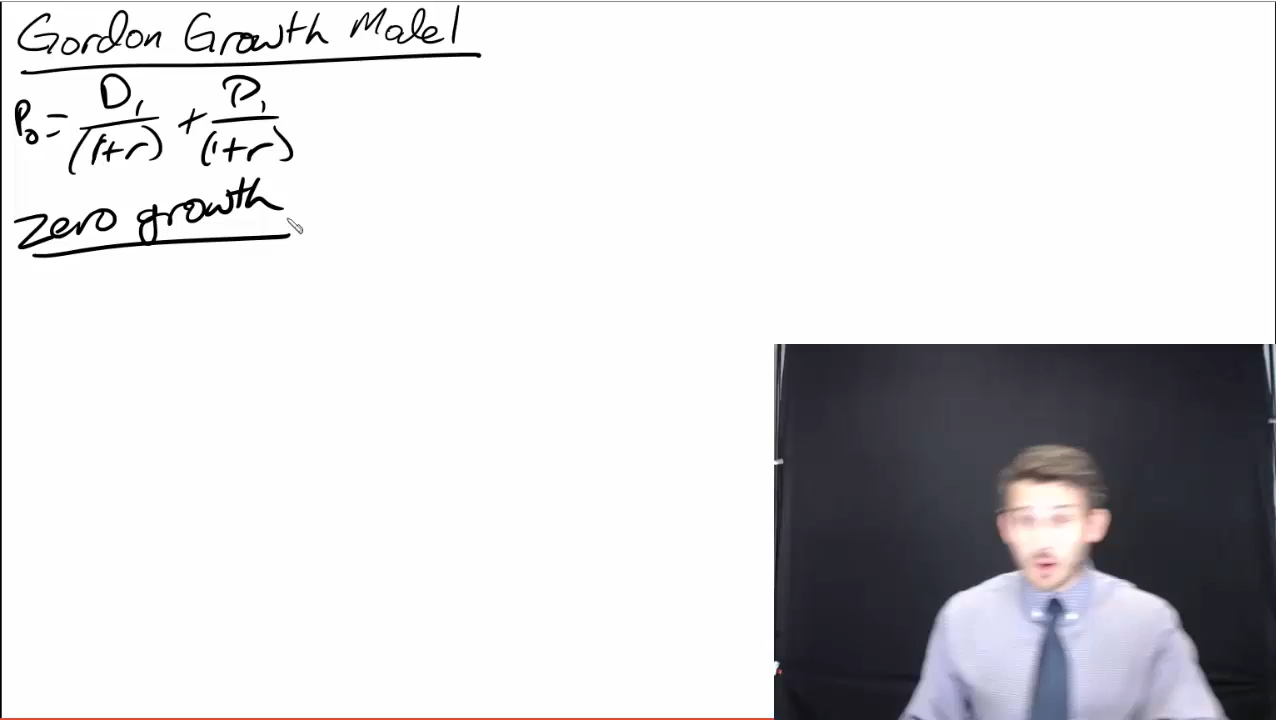 Gordon Growth Model
P₀ = D₁/(1+r) + P₁/(1+r)
Zero growth